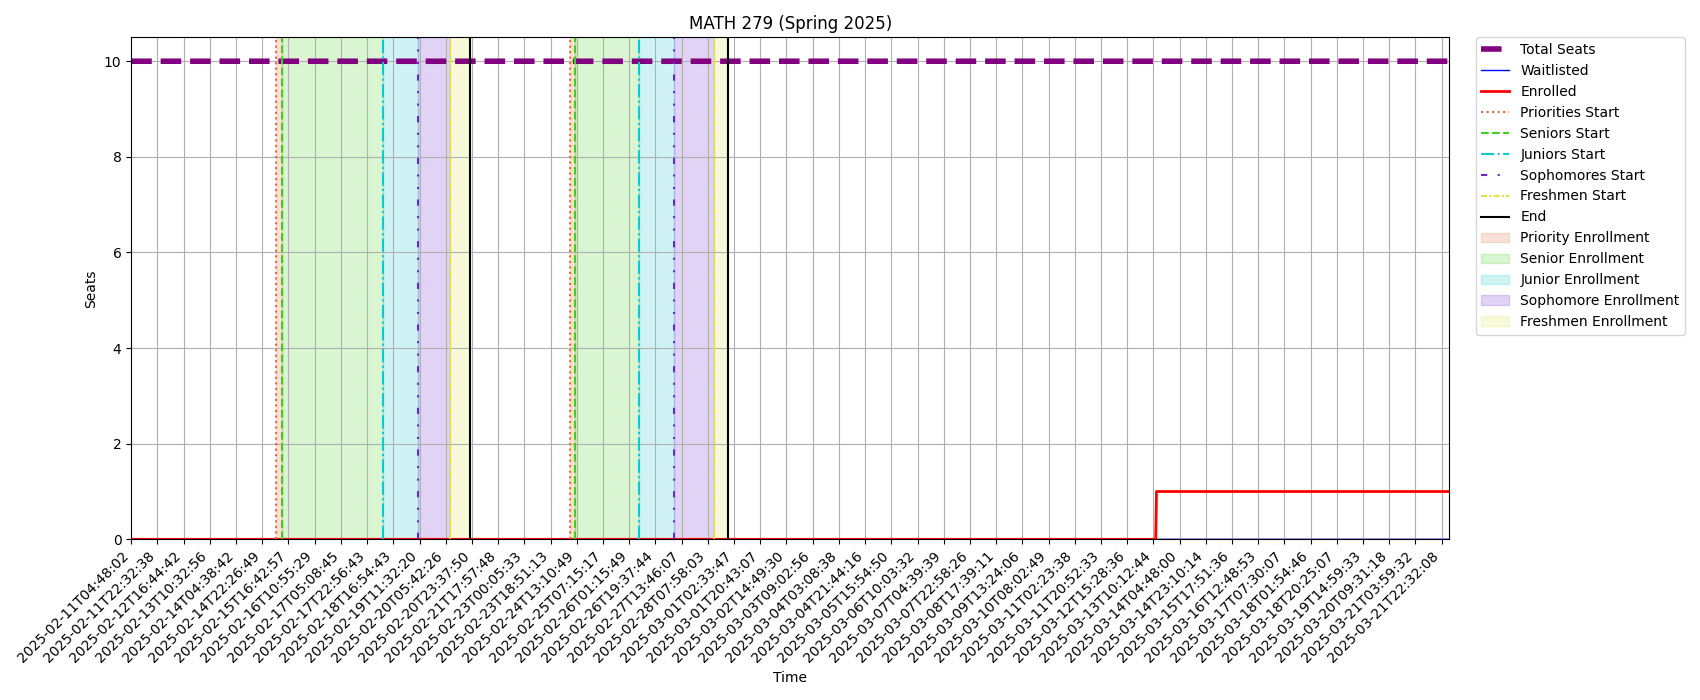 MATH 279 (Spring 2025)
Total Seats
Waitlisted
Enrolled
Priorities Start
Seniors Start
Juniors Start
Sophomores Start
Freshmen Start
End
Priority Enrollment
Senior Enrollment
Junior Enrollment
Sophomore Enrollment
Freshmen Enrollment
Seats
10
8
6
4
2
0
2025-02-11T04:48:02
2025-02-11T22:32:38
2025-02-12T16:44:42
2025-02-13T10:32:56
2025-02-14T04:38:42
2025-02-14T22:26:49
2025-02-15T16:42:57
2025-02-16T10:55:29
2025-02-17T05:08:45
2025-02-17T22:56:43
2025-02-18T16:54:43
2025-02-19T11:32:20
2025-02-20T05:42:26
2025-02-20T23:37:50
2025-02-21T17:57:48
2025-02-23T00:05:33
2025-02-23T18:51:13
2025-02-24T13:10:49
2025-02-25T07:15:17
2025-02-26T01:15:49
2025-02-26T19:37:44
2025-02-27T13:46:07
2025-02-28T07:58:03
2025-03-01T02:33:47
2025-03-01T20:43:07
2025-03-02T14:49:30
2025-03-03T09:02:56
2025-03-04T03:08:38
2025-03-04T21:44:16
2025-03-05T15:54:50
2025-03-06T10:03:32
2025-03-07T04:39:39
2025-03-07T22:58:26
2025-03-08T17:39:11
2025-03-09T13:24:06
2025-03-10T08:02:49
2025-03-11T02:23:38
2025-03-11T20:52:33
2025-03-12T15:28:36
2025-03-13T10:12:44
2025-03-14T04:48:00
2025-03-14T23:10:14
2025-03-15T17:51:36
2025-03-16T12:48:53
2025-03-17T07:30:07
2025-03-18T01:54:46
2025-03-18T20:25:07
2025-03-19T14:59:33
2025-03-20T09:31:18
2025-03-21T03:59:32
2025-03-21T22:32:08
Time